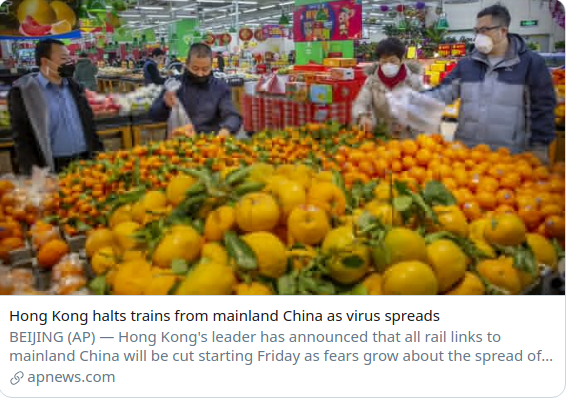 Hong Kong halts trains from mainland China as virus spreads
BEIJING (AP) — Hong Kong's leader has announced that all rail links to
mainland China will be cut starting Friday as fears grow about the spread of...
apnews.com